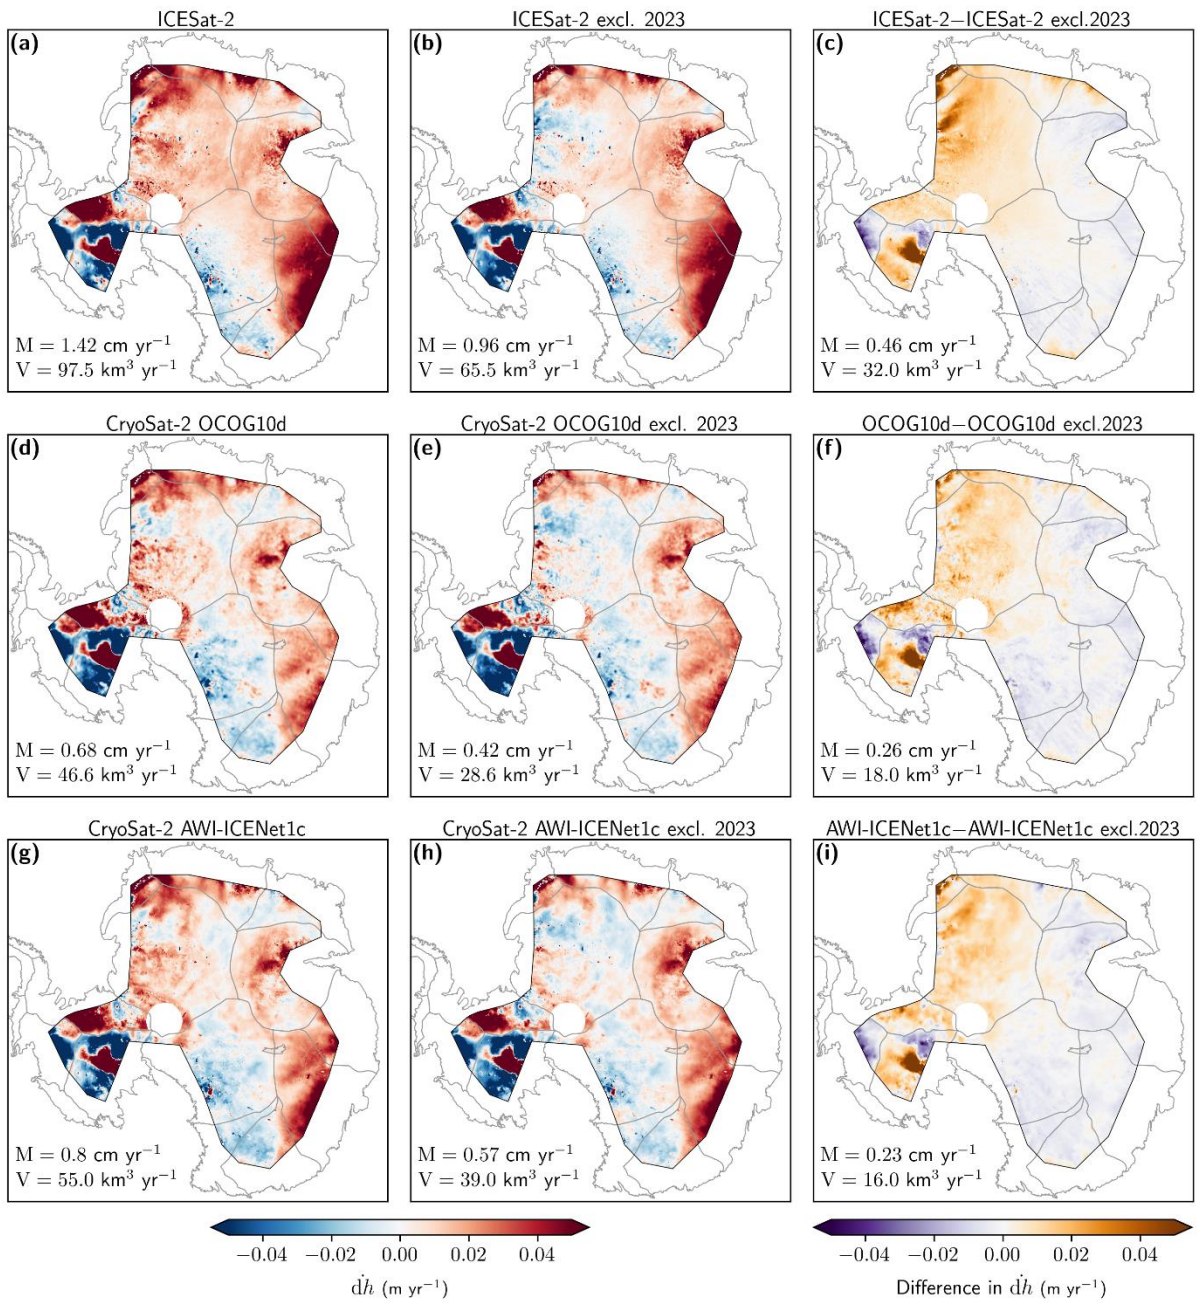 ICESat-2
ICESat-2 excl. 2023
ICESat-2−ICESat-2 excl.2023
(a)
(b)
(c)
M = 1.42 cm yr⁻¹
V = 97.5 km³ yr⁻¹
M = 0.96 cm yr⁻¹
V = 65.5 km³ yr⁻¹
M = 0.46 cm yr⁻¹
V = 32.0 km³ yr⁻¹
CryoSat-2 OCOG10d
CryoSat-2 OCOG10d excl. 2023
OCOG10d−OCOG10d excl.2023
(d)
(e)
(f)
M = 0.68 cm yr⁻¹
V = 46.6 km³ yr⁻¹
M = 0.42 cm yr⁻¹
V = 28.6 km³ yr⁻¹
M = 0.26 cm yr⁻¹
V = 18.0 km³ yr⁻¹
CryoSat-2 AWI-ICENet1c
CryoSat-2 AWI-ICENet1c excl. 2023
AWI-ICENet1c−AWI-ICENet1c excl.2023
(g)
(h)
(i)
M = 0.8 cm yr⁻¹
V = 55.0 km³ yr⁻¹
M = 0.57 cm yr⁻¹
V = 39.0 km³ yr⁻¹
M = 0.23 cm yr⁻¹
V = 16.0 km³ yr⁻¹
−0.04 −0.02 0.00 0.02 0.04
dḣ (m yr⁻¹)
−0.04 −0.02 0.00 0.02 0.04
Difference in dḣ (m yr⁻¹)